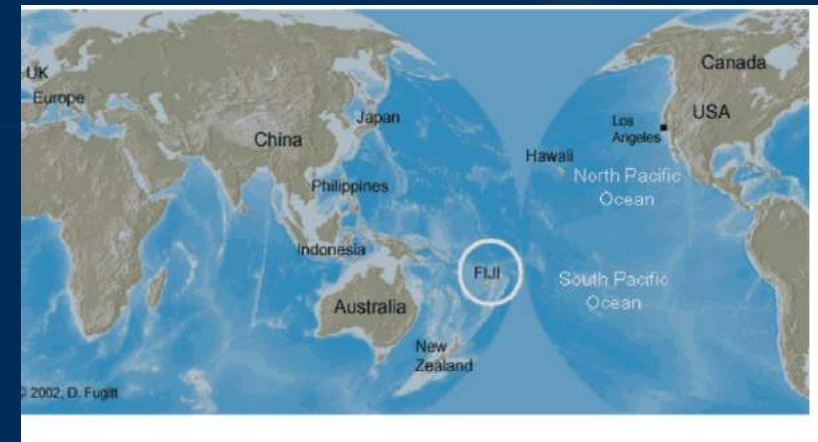 UK
Europe
China
Japan
Philippines
Indonesia
Australia
New
Zealand
FIJI
Hawaii
Los
Angeles
Canada
USA
North Pacific
Ocean
South Pacific
Ocean
© 2002, D. Fugitt